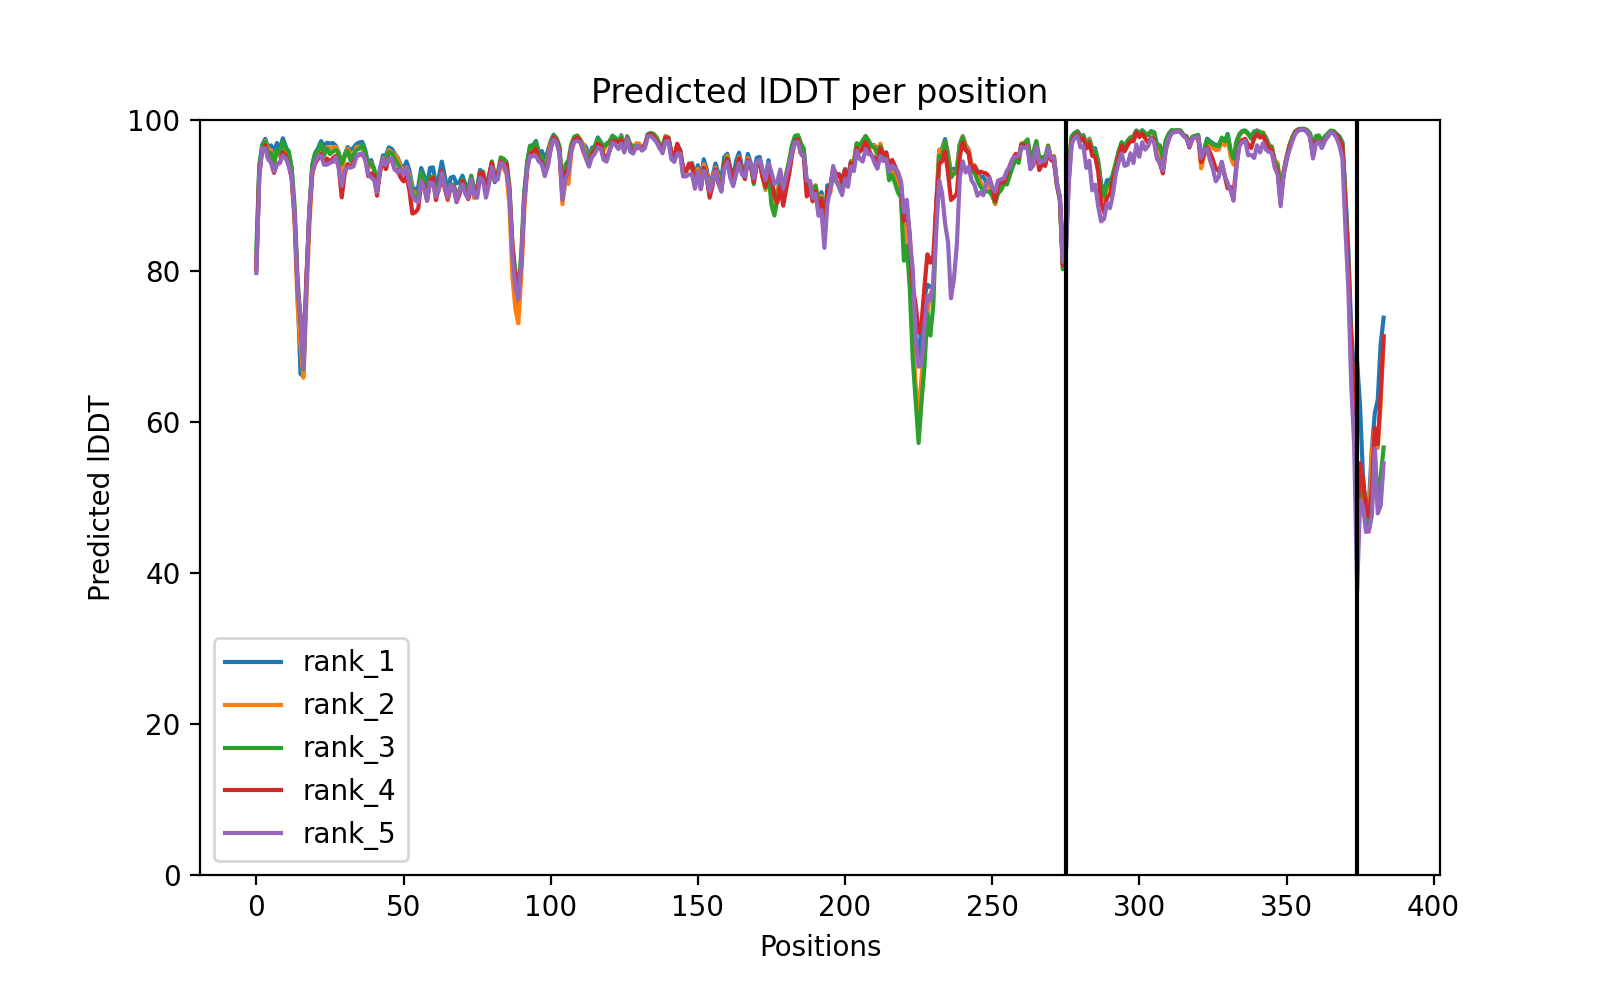 Predicted lDDT per position
100
80
60
40
20
0
Predicted lDDT
rank_1
rank_2
rank_3
rank_4
rank_5
0 50 100 150 200 250 300 350 400
Positions